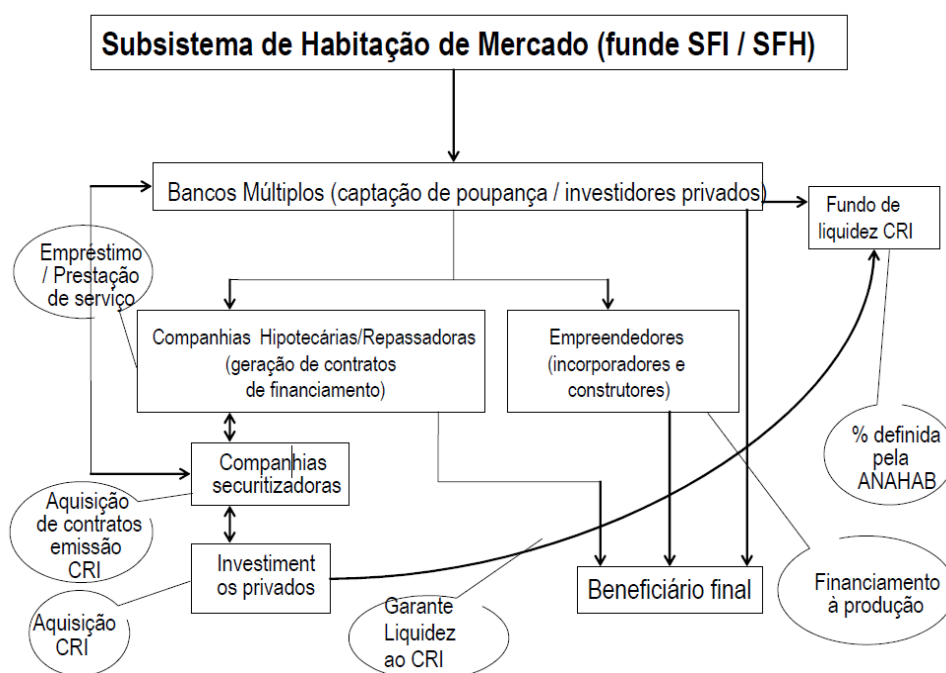 Subsistema de Habitação de Mercado (funde SFI / SFH)
Bancos Múltiplos (captação de poupança / investidores privados)
Fundo de
liquidez CRI
Empréstimo
/ Prestação
de serviço
Companhias Hipotecárias/Repassadoras
(geração de contratos
de financiamento)
Empreendedores
(incorporadores e
construtores)
% definida
pela
ANAHAB
Companhias
securitizadoras
Aquisição
de contratos
emissão
CRI
Investiment
os privados
Beneficiário final
Financiamento
à produção
Aquisição
CRI
Garante
Liquidez
ao CRI